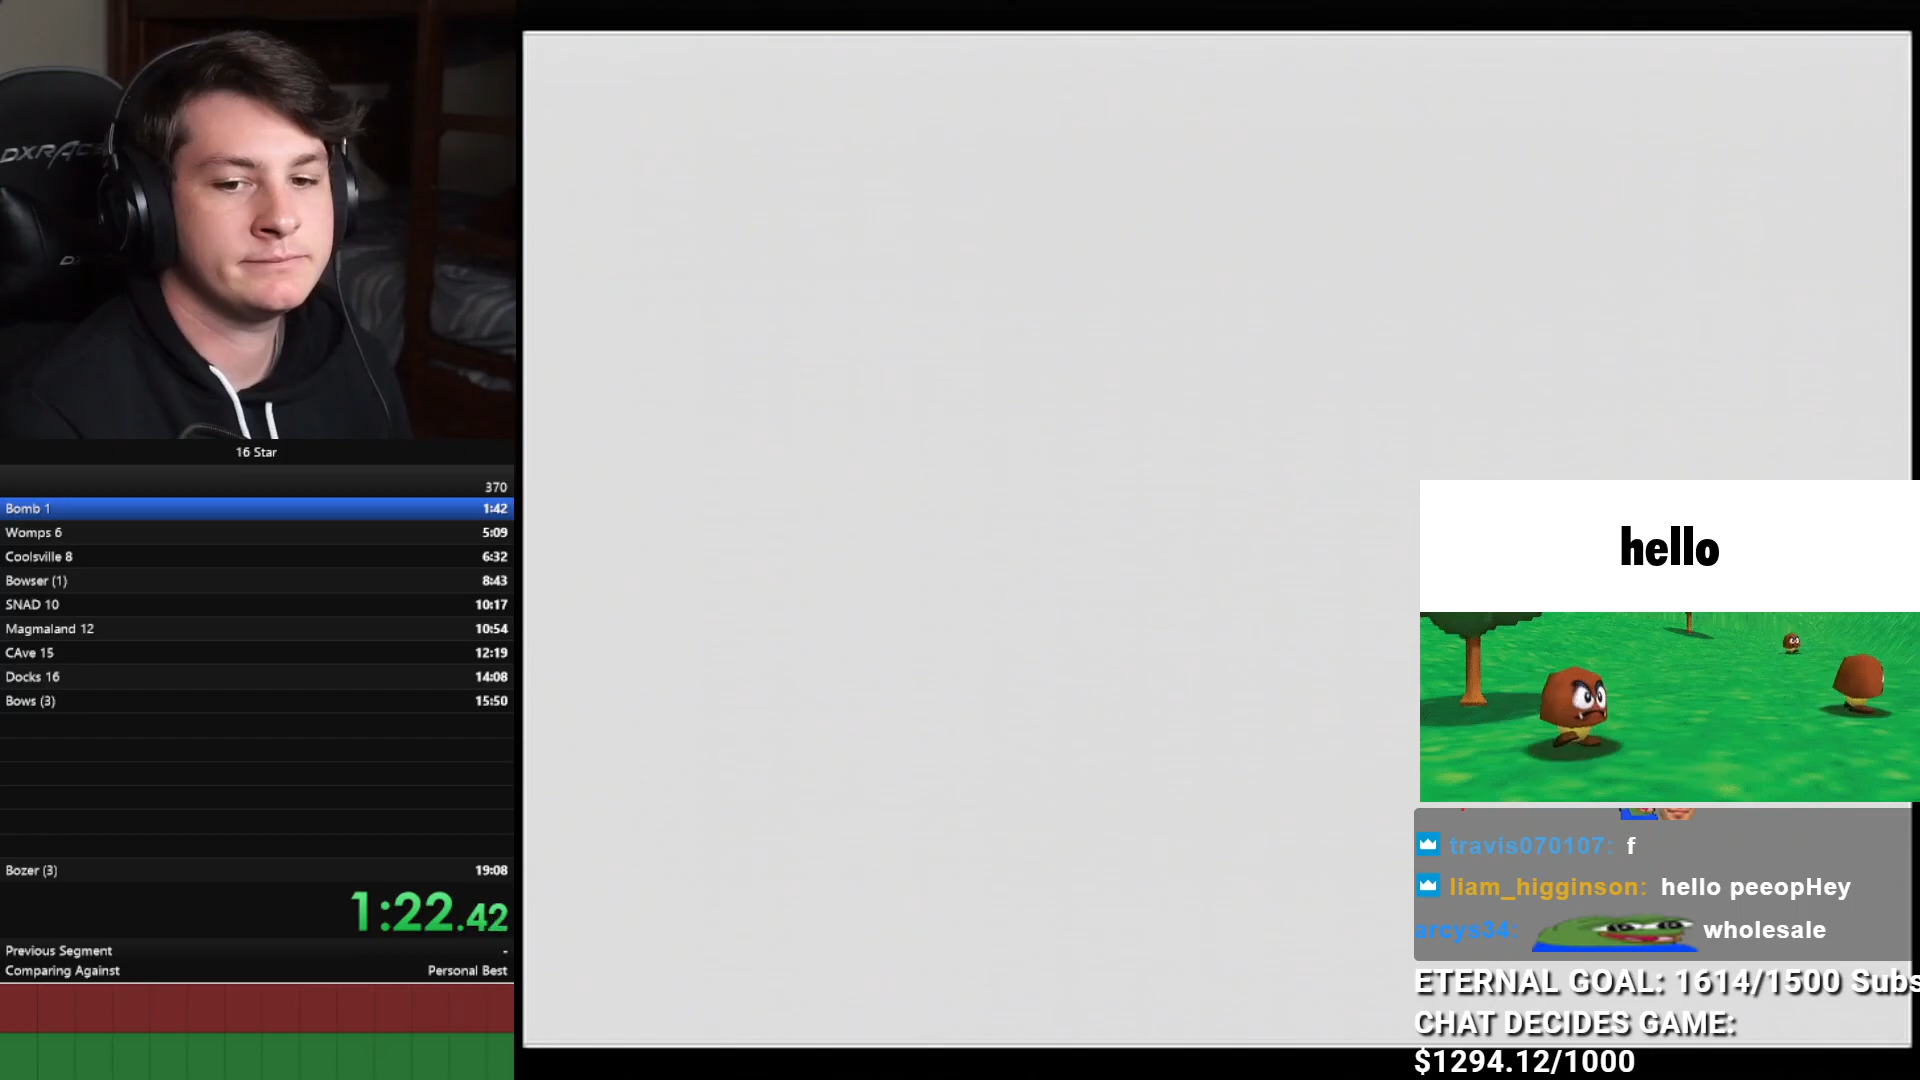 DXRACE
16 Star
370
Bomb 1 1:42
Womps 6 5:09
Coolsville 8 6:32
Bowser (1) 8:43
SNAD 10 10:17
Magmaland 12 10:54
CAve 15 12:19
Docks 16 14:08
Bows (3) 15:50
Bozer (3) 19:08
1:22.42
Previous Segment -
Comparing Against Personal Best
hello
travis070107: f
liam_higginson: hello peeopHey
arcys34: wholesale
ETERNAL GOAL: 1614/1500 Subs
CHAT DECIDES GAME:
$1294.12/1000